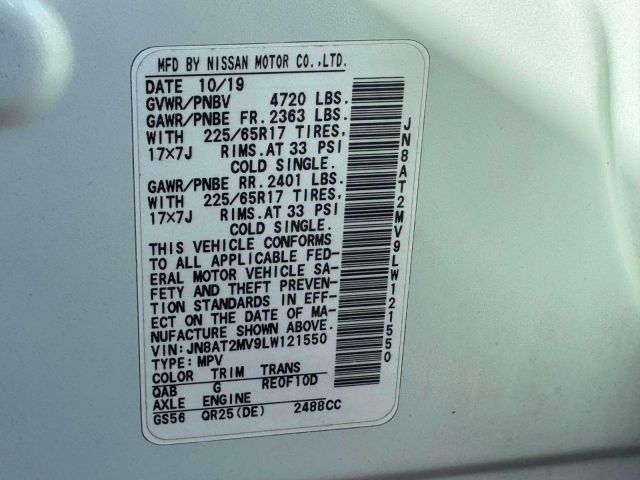 MFD BY NISSAN MOTOR CO.,LTD.
DATE 10/19
GVWR/PNBV 4720 LBS.
GAWR/PNBE FR. 2363 LBS.
WITH 225/65R17 TIRES,
17×7J RIMS. AT 33 PSI
COLD SINGLE.
GAWR/PNBE RR. 2401 LBS.
WITH 225/65R17 TIRES,
17×7J RIMS. AT 33 PSI
COLD SINGLE.
THIS VEHICLE CONFORMS
TO ALL APPLICABLE FED-
ERAL MOTOR VEHICLE SA-
FETY AND THEFT PREVEN-
TION STANDARDS IN EFF-
ECT ON THE DATE OF MA-
NUFACTURE SHOWN ABOVE.
VIN: JN8AT2MV9LW121550
TYPE: MPV
COLOR TRIM TRANS
QAB G RE0F10D
AXLE ENGINE
GS56 QR25(DE) 2488CC
JN8AT2MV9LW121550